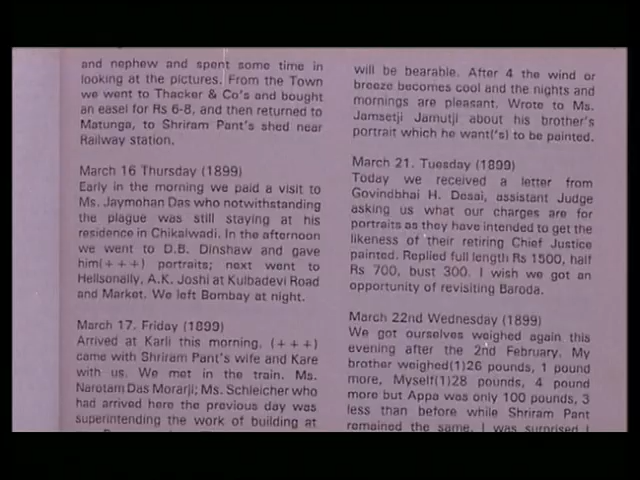 and nephew and spent some time in
looking at the pictures. From the Town
we went to Thacker & Co's and bought
an easel for Rs 6-8, and then returned to
Matunga, to Shriram Pant's shed near
Railway station.
March 16 Thursday (1899)
Early in the morning we paid a visit to
Ms. Jaymohan Das who notwithstanding
the plague was still staying at his
residence in Chikalwadi. In the afternoon
we went to D.B. Dinshaw and gave
him(+++) portraits; next went to
Hellsonally, A.K. Joshi at Kulbadevi Road
and Market. We left Bombay at night.
March 17. Friday (1899)
Arrived at Karli this morning, (+++)
came with Shriram Pant's wife and Kare
with us. We met in the train. Ms.
Narotam Das Morarji; Ms. Schleicher who
had arrived here the previous day was
superintending the work of building at
will be bearable. After 4 the wind or
breeze becomes cool and the nights and
mornings are pleasant. Wrote to Ms.
Jamsetji Jamutji about his brother's
portrait which he want('s) to be painted.
March 21. Tuesday (1899)
Today we received a letter from
Govindbhai H. Desai, assistant Judge
asking us what our charges are for
portraits as they have intended to get the
likeness of their retiring Chief Justice
painted. Replied full length Rs 1500, half
Rs 700, bust 300. I wish we got an
opportunity of revisiting Baroda.
March 22nd Wednesday (1899)
We got ourselves weighed again this
evening after the 2nd February. My
brother weighed(1)26 pounds, 1 pound
more, Myself(1)28 pounds, 4 pound
more but Appa was only 100 pounds, 3
less than before while Shriram Pant
remained the same. I was surprised I